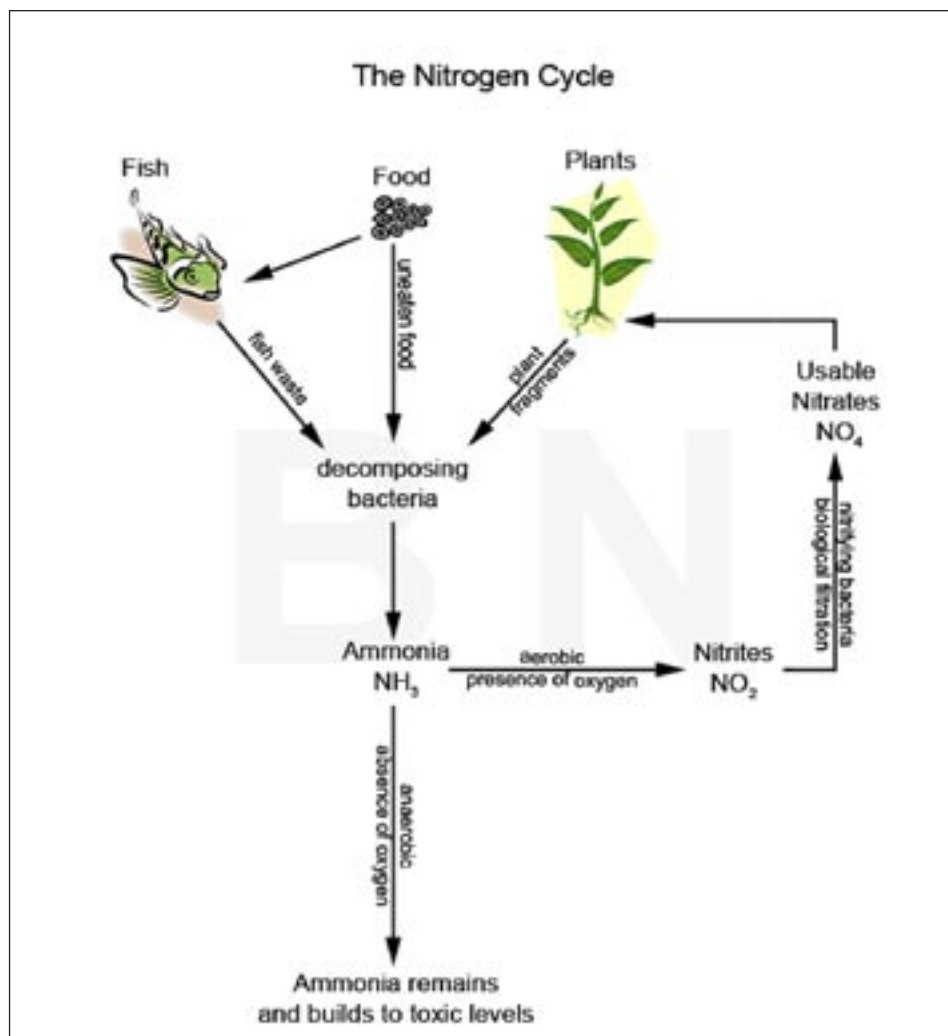 The Nitrogen Cycle
Fish
Food
Plants
fish waste
uneaten food
plant
fragments
Usable
Nitrates
NO₄
decomposing
bacteria
nitrifying bacteria
biological filtration
Ammonia
NH₃
aerobic
presence of oxygen
Nitrites
NO₂
anaerobic
absence of oxygen
Ammonia remains
and builds to toxic levels
BN